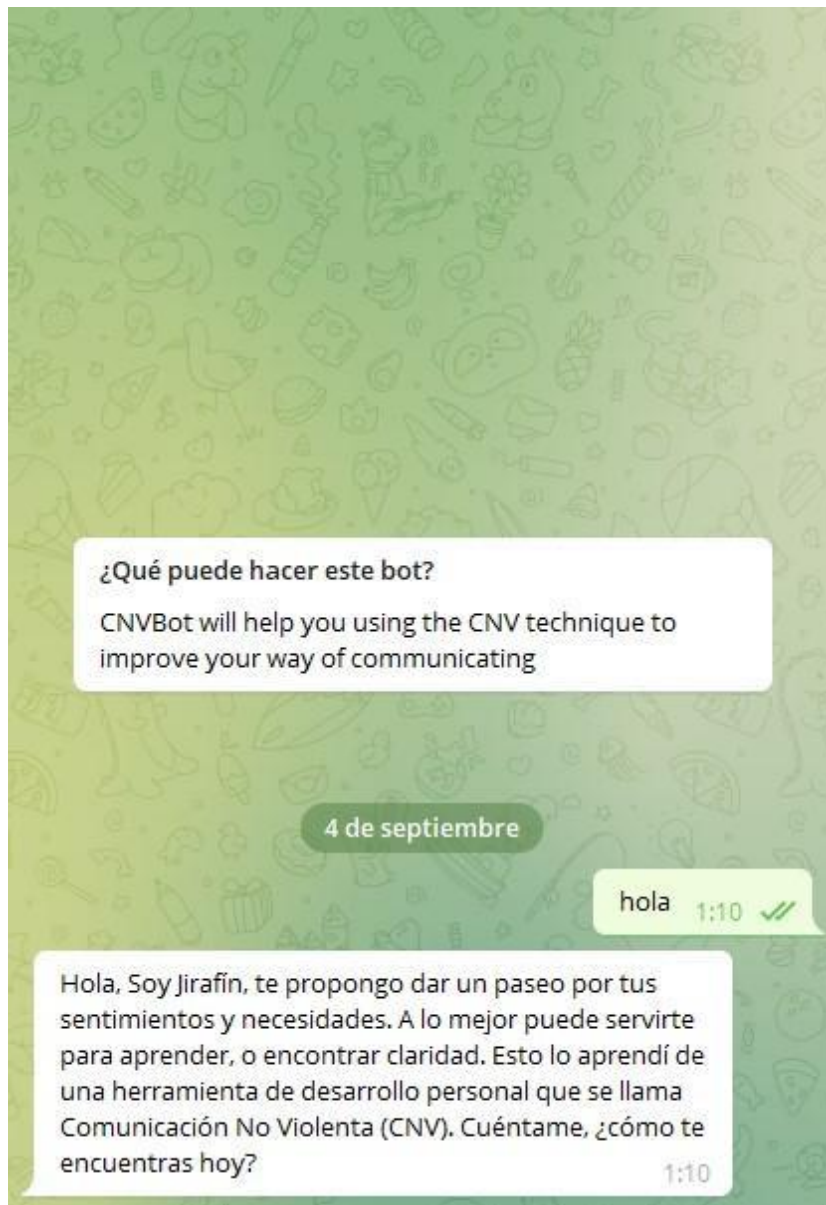 ¿Qué puede hacer este bot?
CNVBot will help you using the CNV technique to
improve your way of communicating
4 de septiembre
hola 1:10
Hola, Soy Jirafín, te propongo dar un paseo por tus
sentimientos y necesidades. A lo mejor puede servirte
para aprender, o encontrar claridad. Esto lo aprendí de
una herramienta de desarrollo personal que se llama
Comunicación No Violenta (CNV). Cuéntame, ¿cómo te
encuentras hoy? 1:10